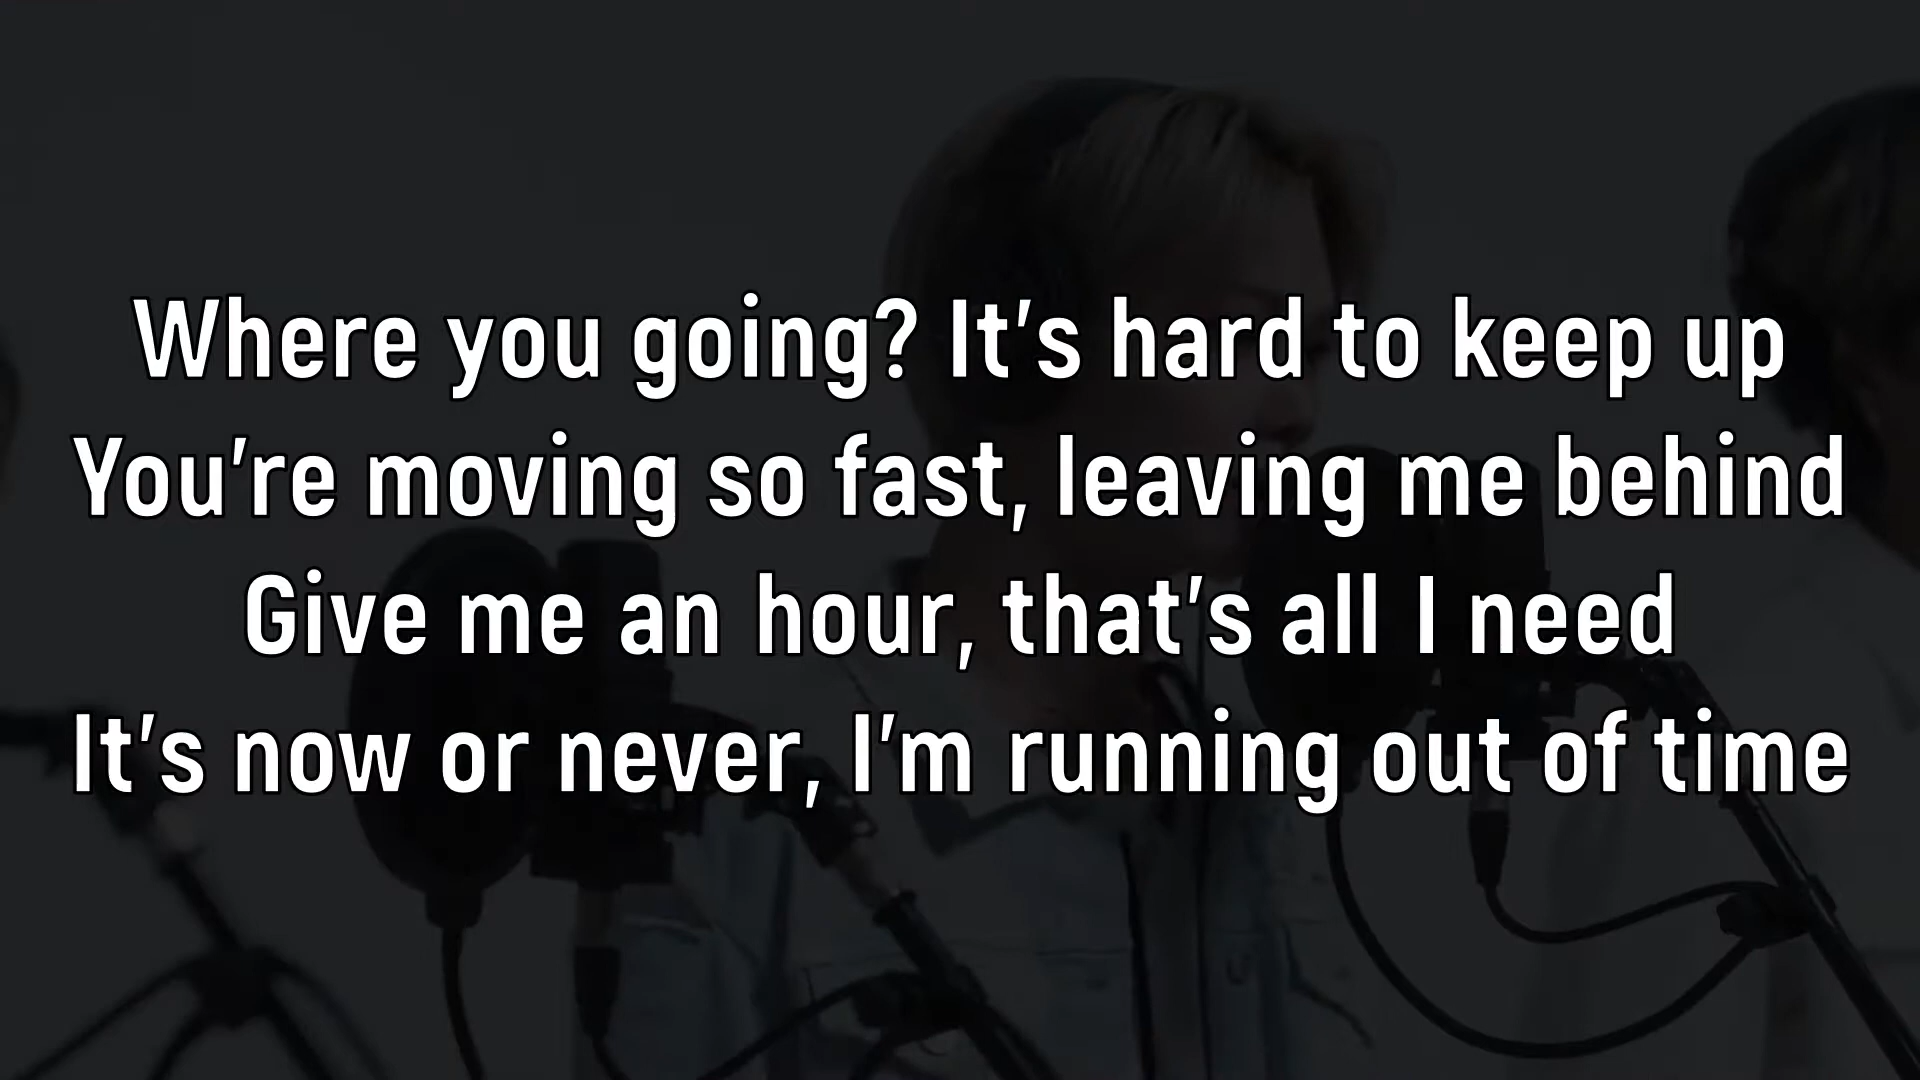 Where you going? It's hard to keep up
You're moving so fast, leaving me behind
Give me an hour, that's all I need
It's now or never, I'm running out of time